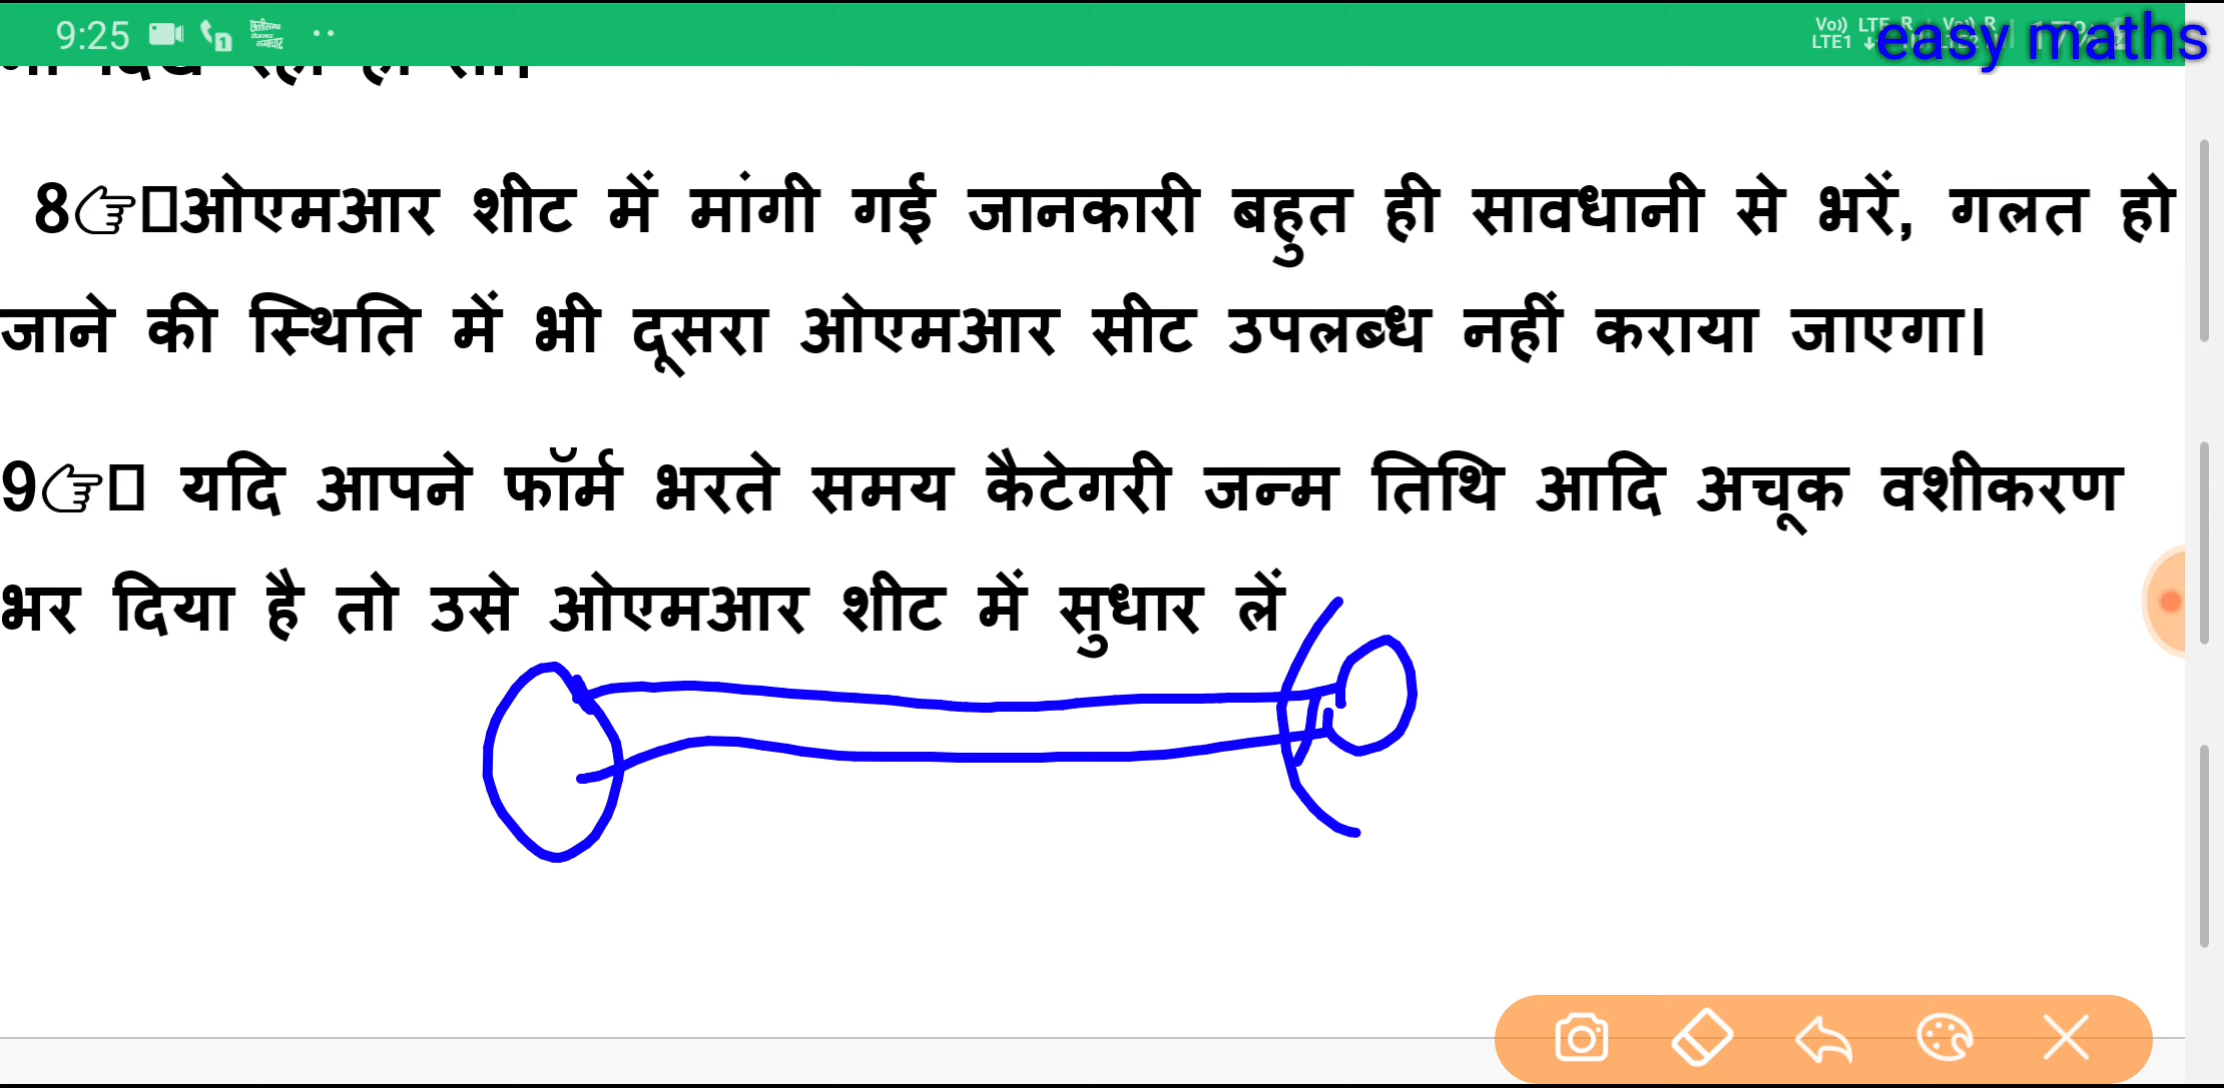 9:25
easy maths
8👉▯ओएमआर शीट में मांगी गई जानकारी बहुत ही सावधानी से भरें, गलत हो
जाने की स्थिति में भी दूसरा ओएमआर सीट उपलब्ध नहीं कराया जाएगा।
9👉▯ यदि आपने फॉर्म भरते समय कैटेगरी जन्म तिथि आदि अचूक वशीकरण
भर दिया है तो उसे ओएमआर शीट में सुधार लें